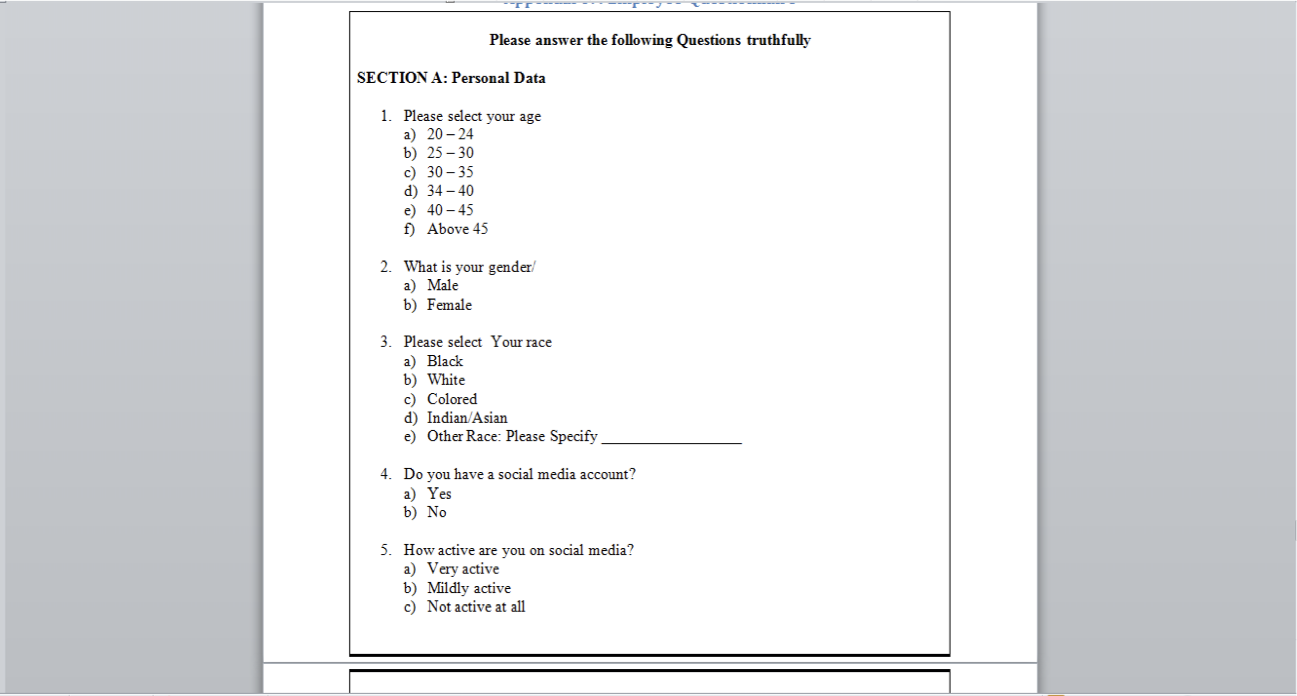 Please answer the following Questions truthfully
SECTION A: Personal Data
1. Please select your age
a) 20 – 24
b) 25 – 30
c) 30 – 35
d) 34 – 40
e) 40 – 45
f) Above 45
2. What is your gender/
a) Male
b) Female
3. Please select Your race
a) Black
b) White
c) Colored
d) Indian/Asian
e) Other Race: Please Specify ____________________
4. Do you have a social media account?
a) Yes
b) No
5. How active are you on social media?
a) Very active
b) Mildly active
c) Not active at all